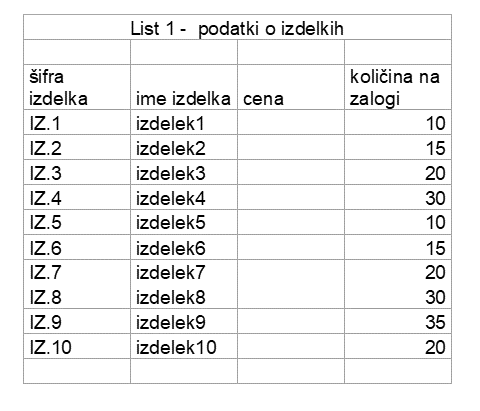 List 1 -  podatki o izdelkih
šifra
izdelka ime izdelka cena količina na
zalogi
IZ.1 izdelek1 10
IZ.2 izdelek2 15
IZ.3 izdelek3 20
IZ.4 izdelek4 30
IZ.5 izdelek5 10
IZ.6 izdelek6 15
IZ.7 izdelek7 20
IZ.8 izdelek8 30
IZ.9 izdelek9 35
IZ.10 izdelek10 20